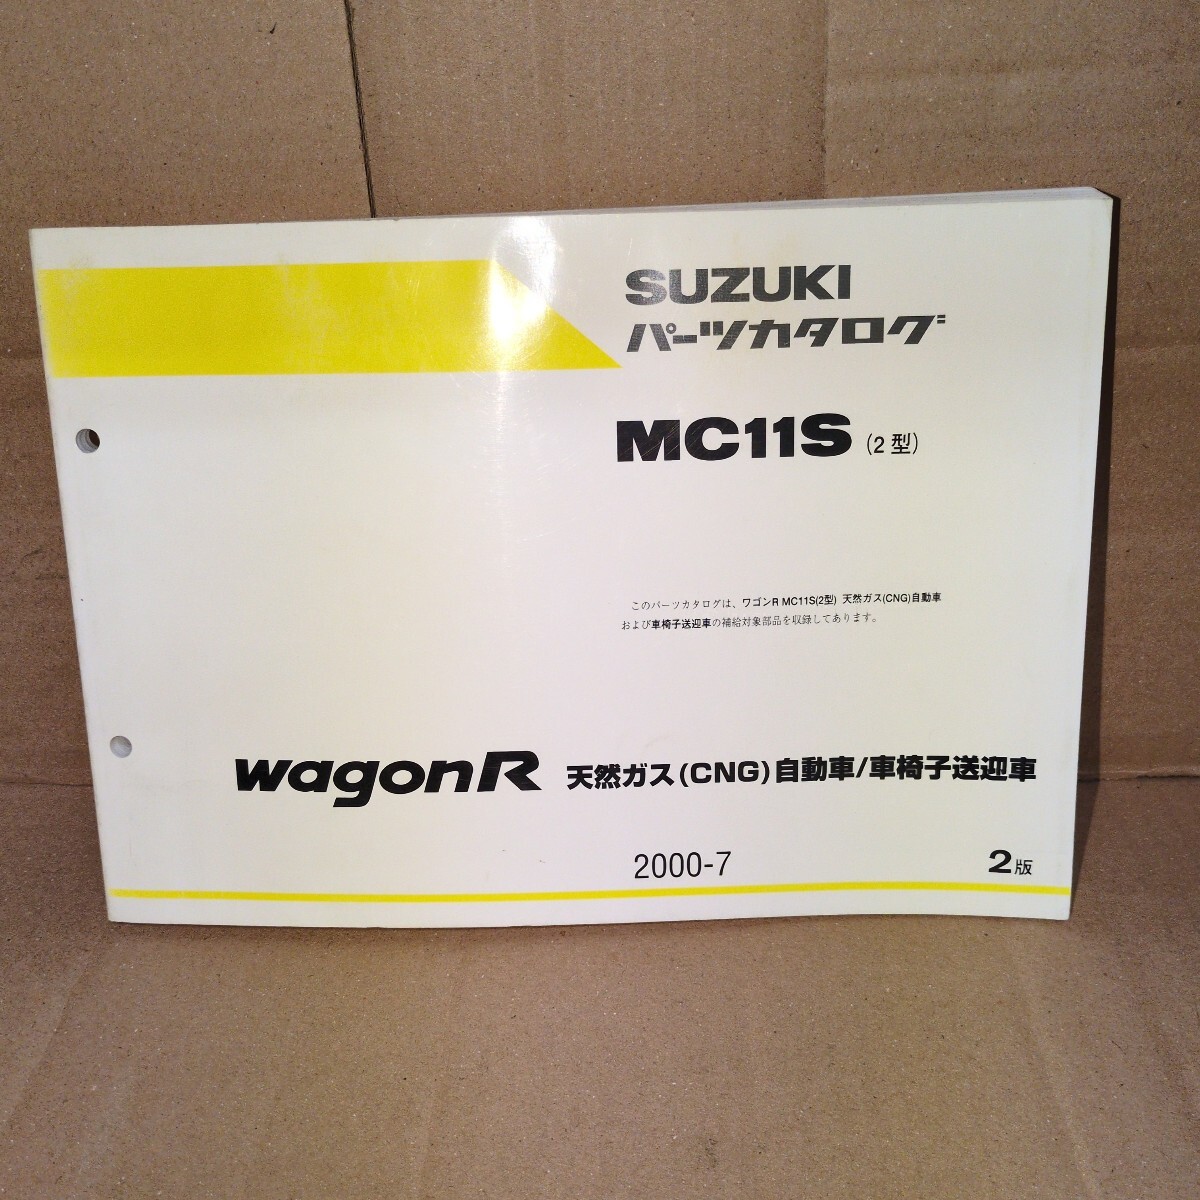 SUZUKI
パーツカタログ
MC11S (2型)
このパーツカタログは、ワゴンR MC11S(2型) 天然ガス(CNG)自動車
および車椅子送迎車の補給対象部品を収録してあります。
wagonR 天然ガス(CNG)自動車/車椅子送迎車
2000-7 2版